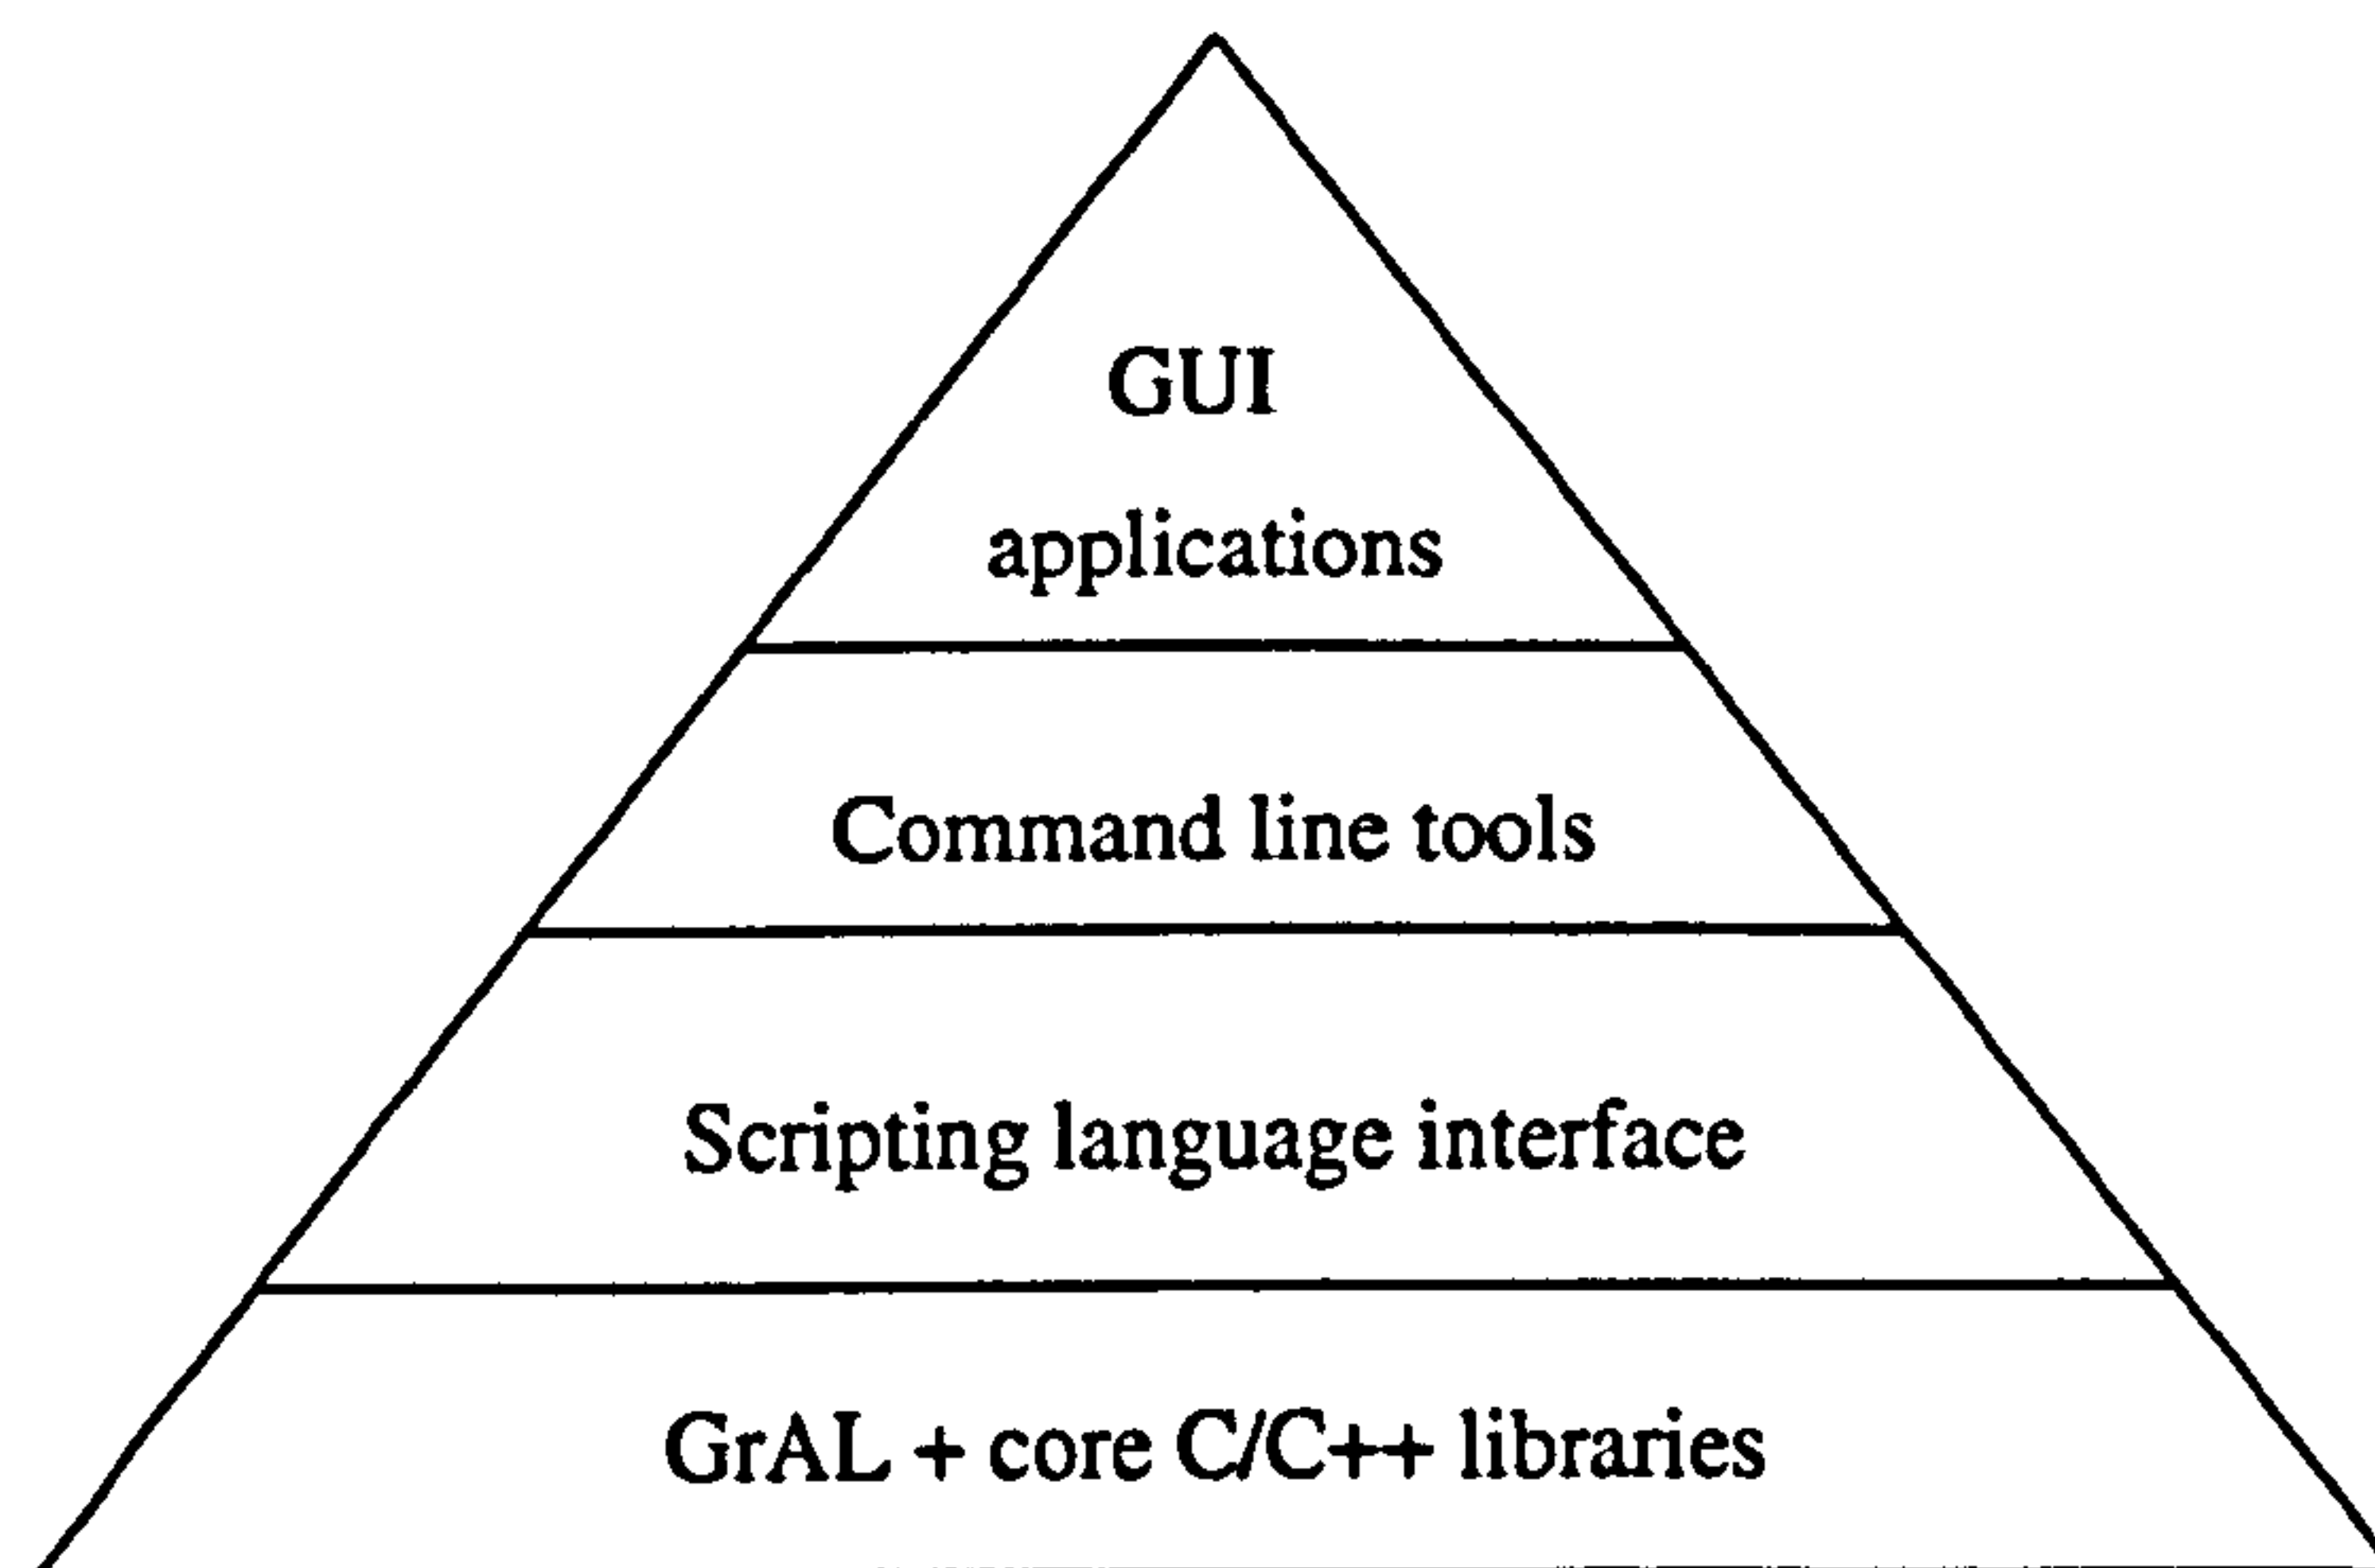 GUI
applications
Command line tools
Scripting language interface
GrAL + core C/C++ libraries